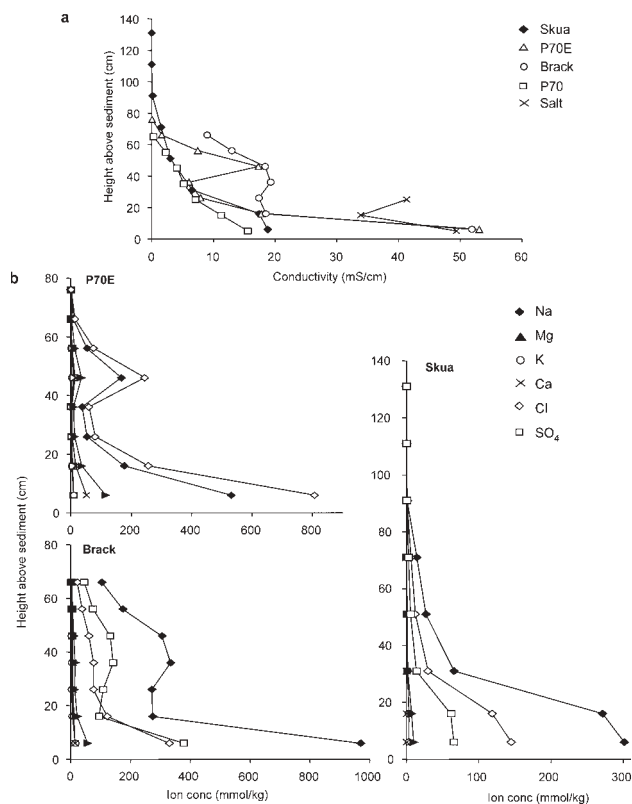 a
140
120
100
80
60
40
20
0
Height above sediment (cm)
0 10 20 30 40 50 60
Conductivity (mS/cm)
Skua
P70E
Brack
P70
Salt
b
P70E
80
60
40
20
0
0 200 400 600 800
Brack
80
60
40
20
0
0 200 400 600 800 1000
Height above sediment (cm)
Ion conc (mmol/kg)
Na
Mg
K
Ca
Cl
SO₄
Skua
140
120
100
80
60
40
20
0
0 100 200 300
Ion conc (mmol/kg)